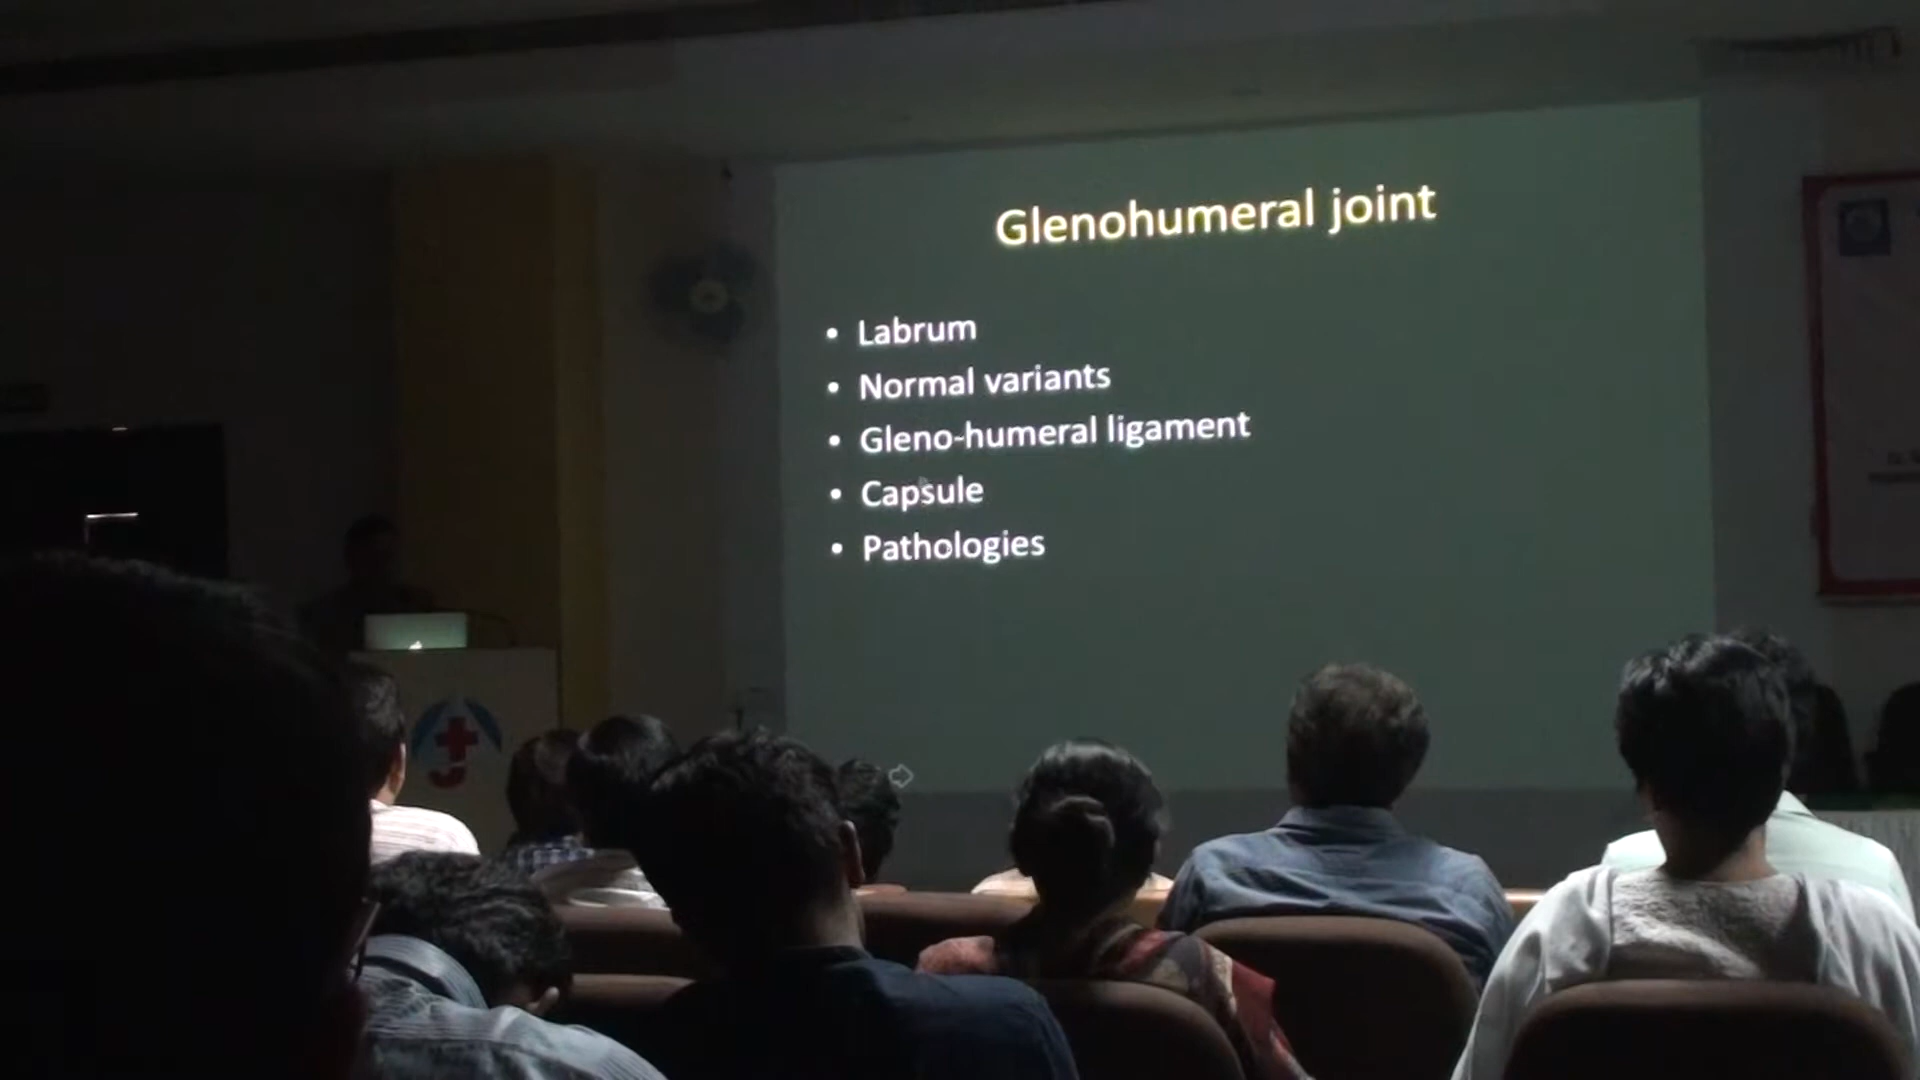 Glenohumeral joint
• Labrum
• Normal variants
• Gleno-humeral ligament
• Capsule
• Pathologies